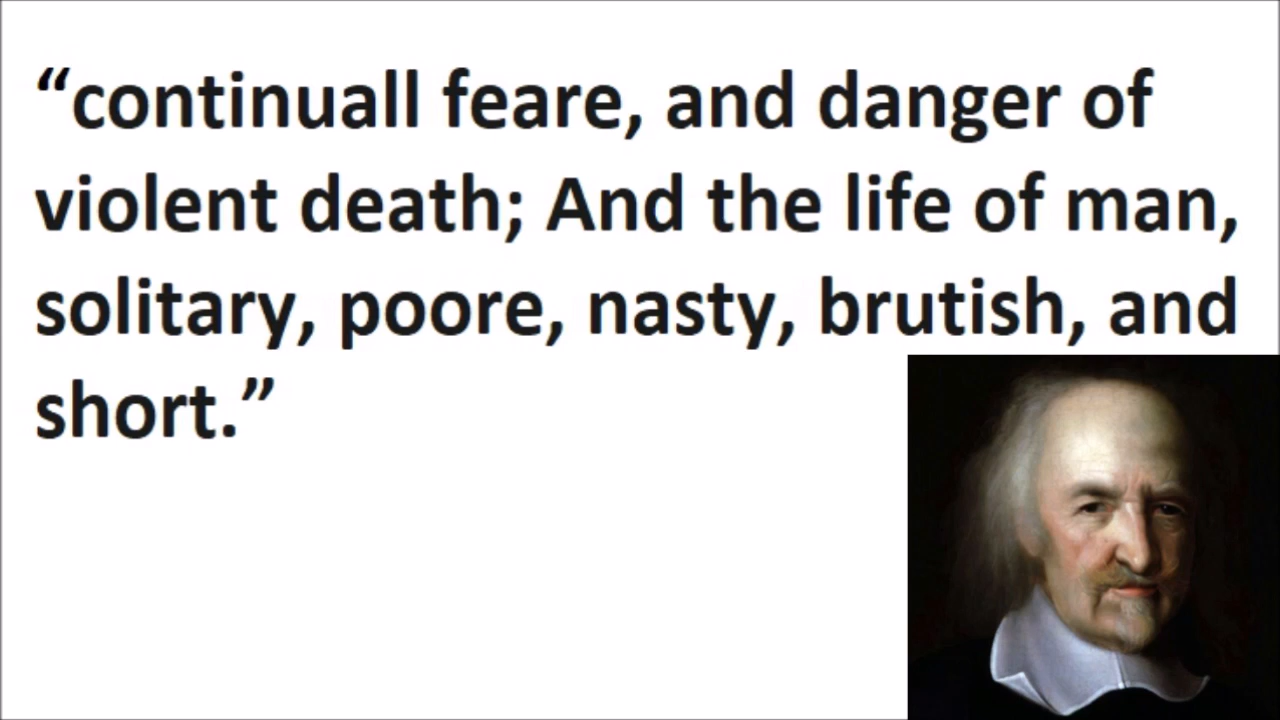 “continuall feare, and danger of
violent death; And the life of man,
solitary, poore, nasty, brutish, and
short.”